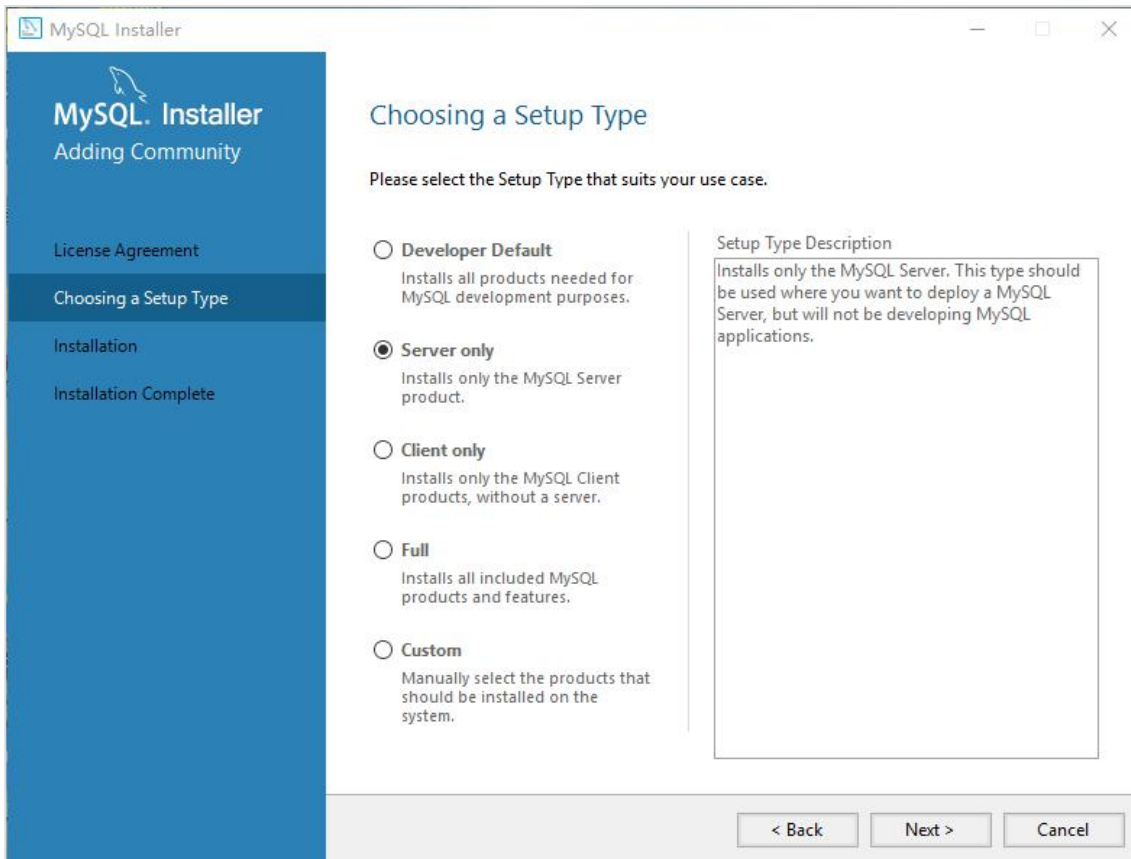 MySQL Installer
MySQL. Installer
Adding Community
License Agreement
Choosing a Setup Type
Installation
Installation Complete
Choosing a Setup Type
Please select the Setup Type that suits your use case.
Developer Default
Installs all products needed for
MySQL development purposes.
Server only
Installs only the MySQL Server
product.
Client only
Installs only the MySQL Client
products, without a server.
Full
Installs all included MySQL
products and features.
Custom
Manually select the products that
should be installed on the
system.
Setup Type Description
Installs only the MySQL Server. This type should
be used where you want to deploy a MySQL
Server, but will not be developing MySQL
applications.
< Back
Next >
Cancel